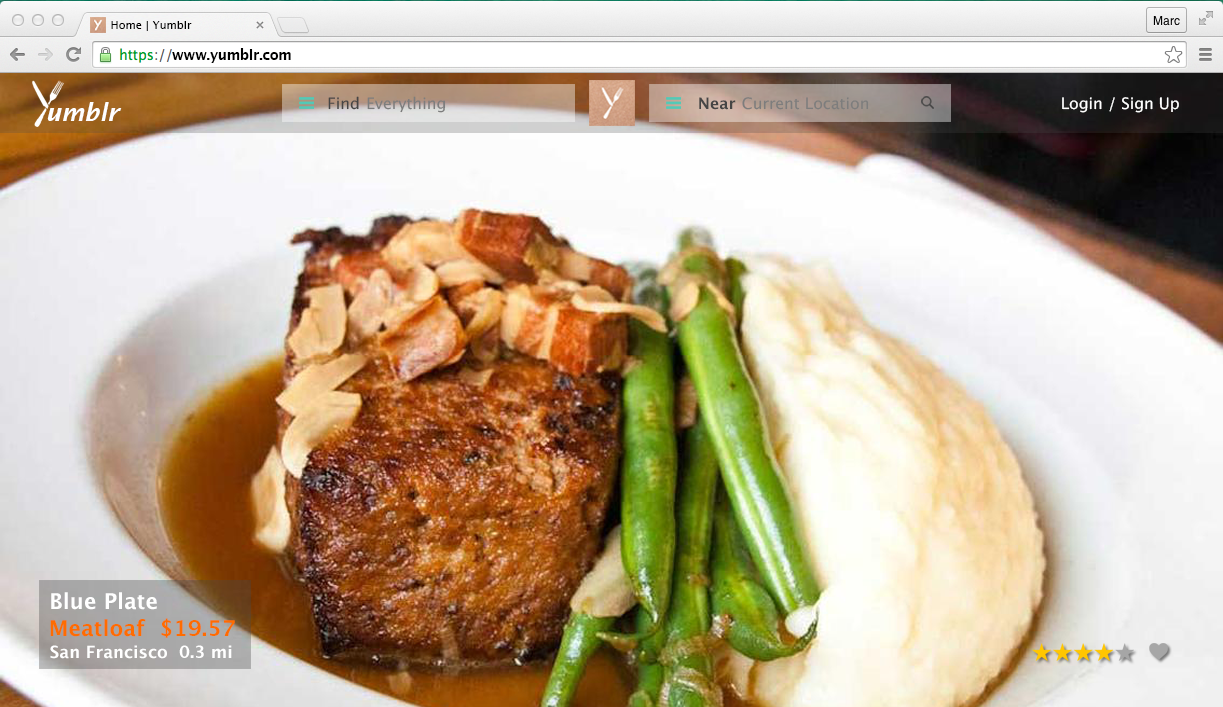 Home | Yumblr
Marc
https://www.yumblr.com
Yumblr
Find Everything
Y
Near Current Location
Login / Sign Up
Blue Plate
Meatloaf $19.57
San Francisco 0.3 mi